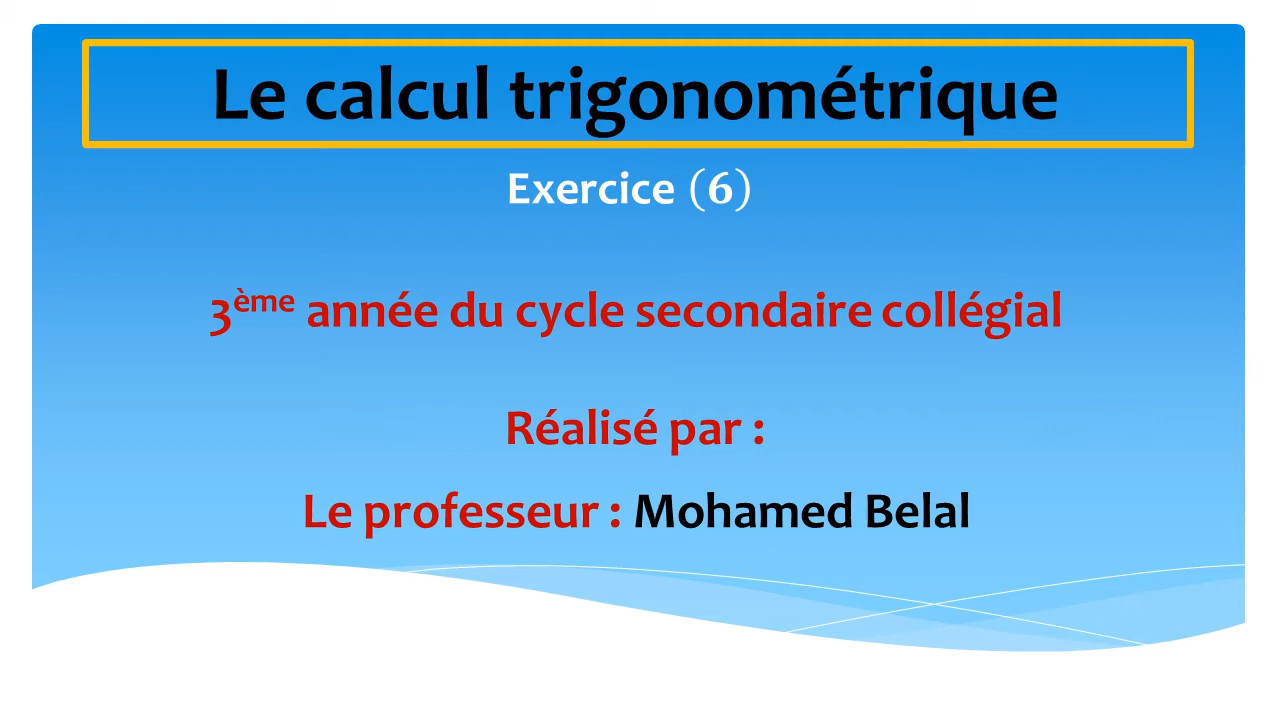 Le calcul trigonométrique
Exercice (6)
3ème année du cycle secondaire collégial
Réalisé par :
Le professeur : Mohamed Belal